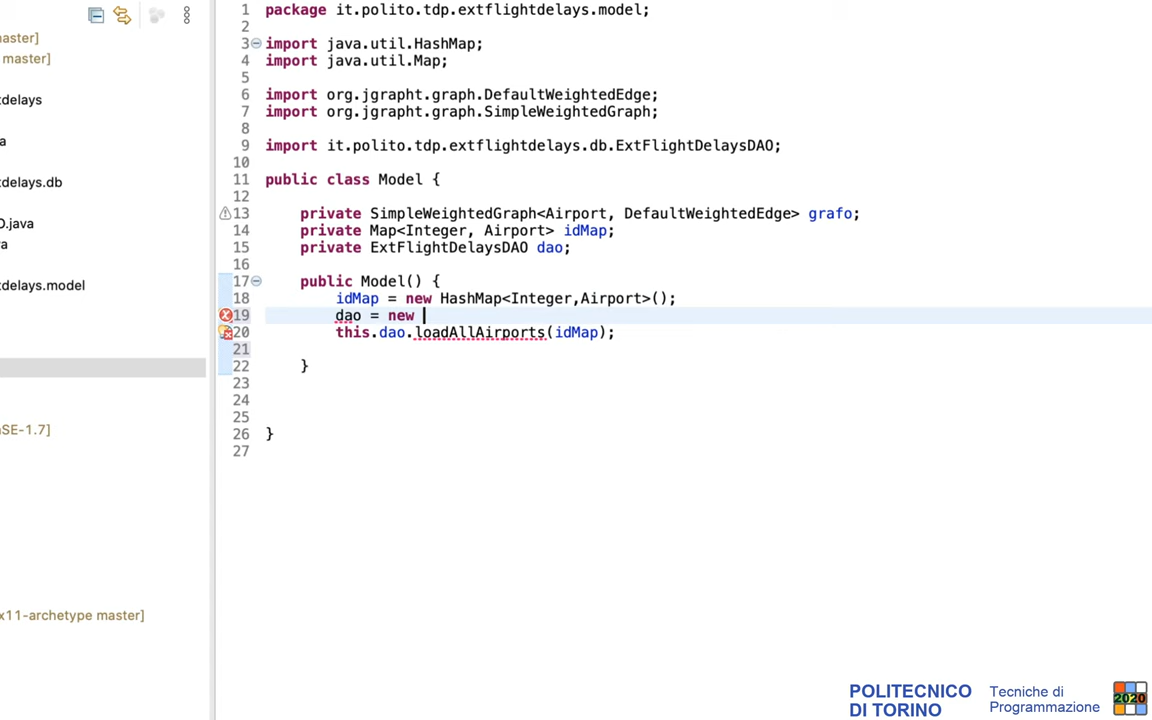 aster]
master]
tdelays
a
tdelays.db
O.java
a
tdelays.model
SE-1.7]
x11-archetype master]
1 package it.polito.tdp.extflightdelays.model;
2
3 import java.util.HashMap;
4 import java.util.Map;
5
6 import org.jgrapht.graph.DefaultWeightedEdge;
7 import org.jgrapht.graph.SimpleWeightedGraph;
8
9 import it.polito.tdp.extflightdelays.db.ExtFlightDelaysDAO;
10
11 public class Model {
12
13 private SimpleWeightedGraph<Airport, DefaultWeightedEdge> grafo;
14 private Map<Integer, Airport> idMap;
15 private ExtFlightDelaysDAO dao;
16
17 public Model() {
18 idMap = new HashMap<Integer,Airport>();
19 dao = new
20 this.dao.loadAllAirports(idMap);
21
22 }
23
24
25
26 }
27
POLITECNICO
DI TORINO
Tecniche di
Programmazione
2020